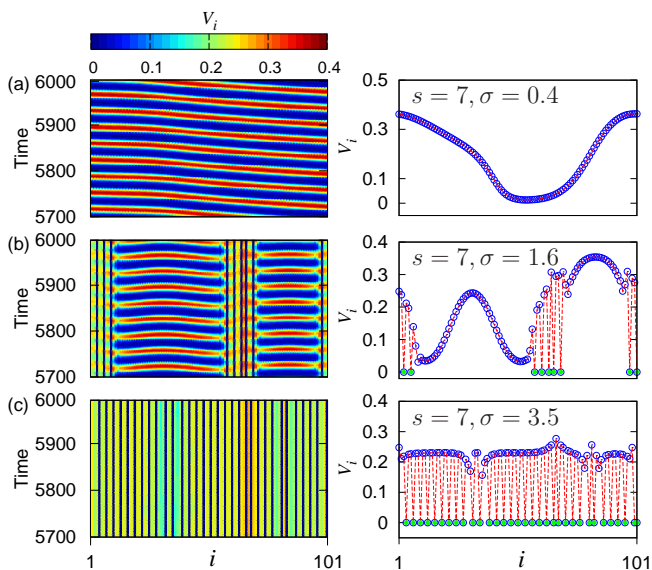 V_i
0 0.1 0.2 0.3 0.4
(a)
6000
5900
5800
5700
Time
0.5
0.3
0.1
0
V_i
s = 7, σ = 0.4
(b)
6000
5900
5800
5700
Time
0.4
0.3
0.2
0.1
0
V_i
s = 7, σ = 1.6
(c)
6000
5900
5800
5700
Time
0.4
0.3
0.2
0.1
0
V_i
s = 7, σ = 3.5
1 i 101
1 i 101